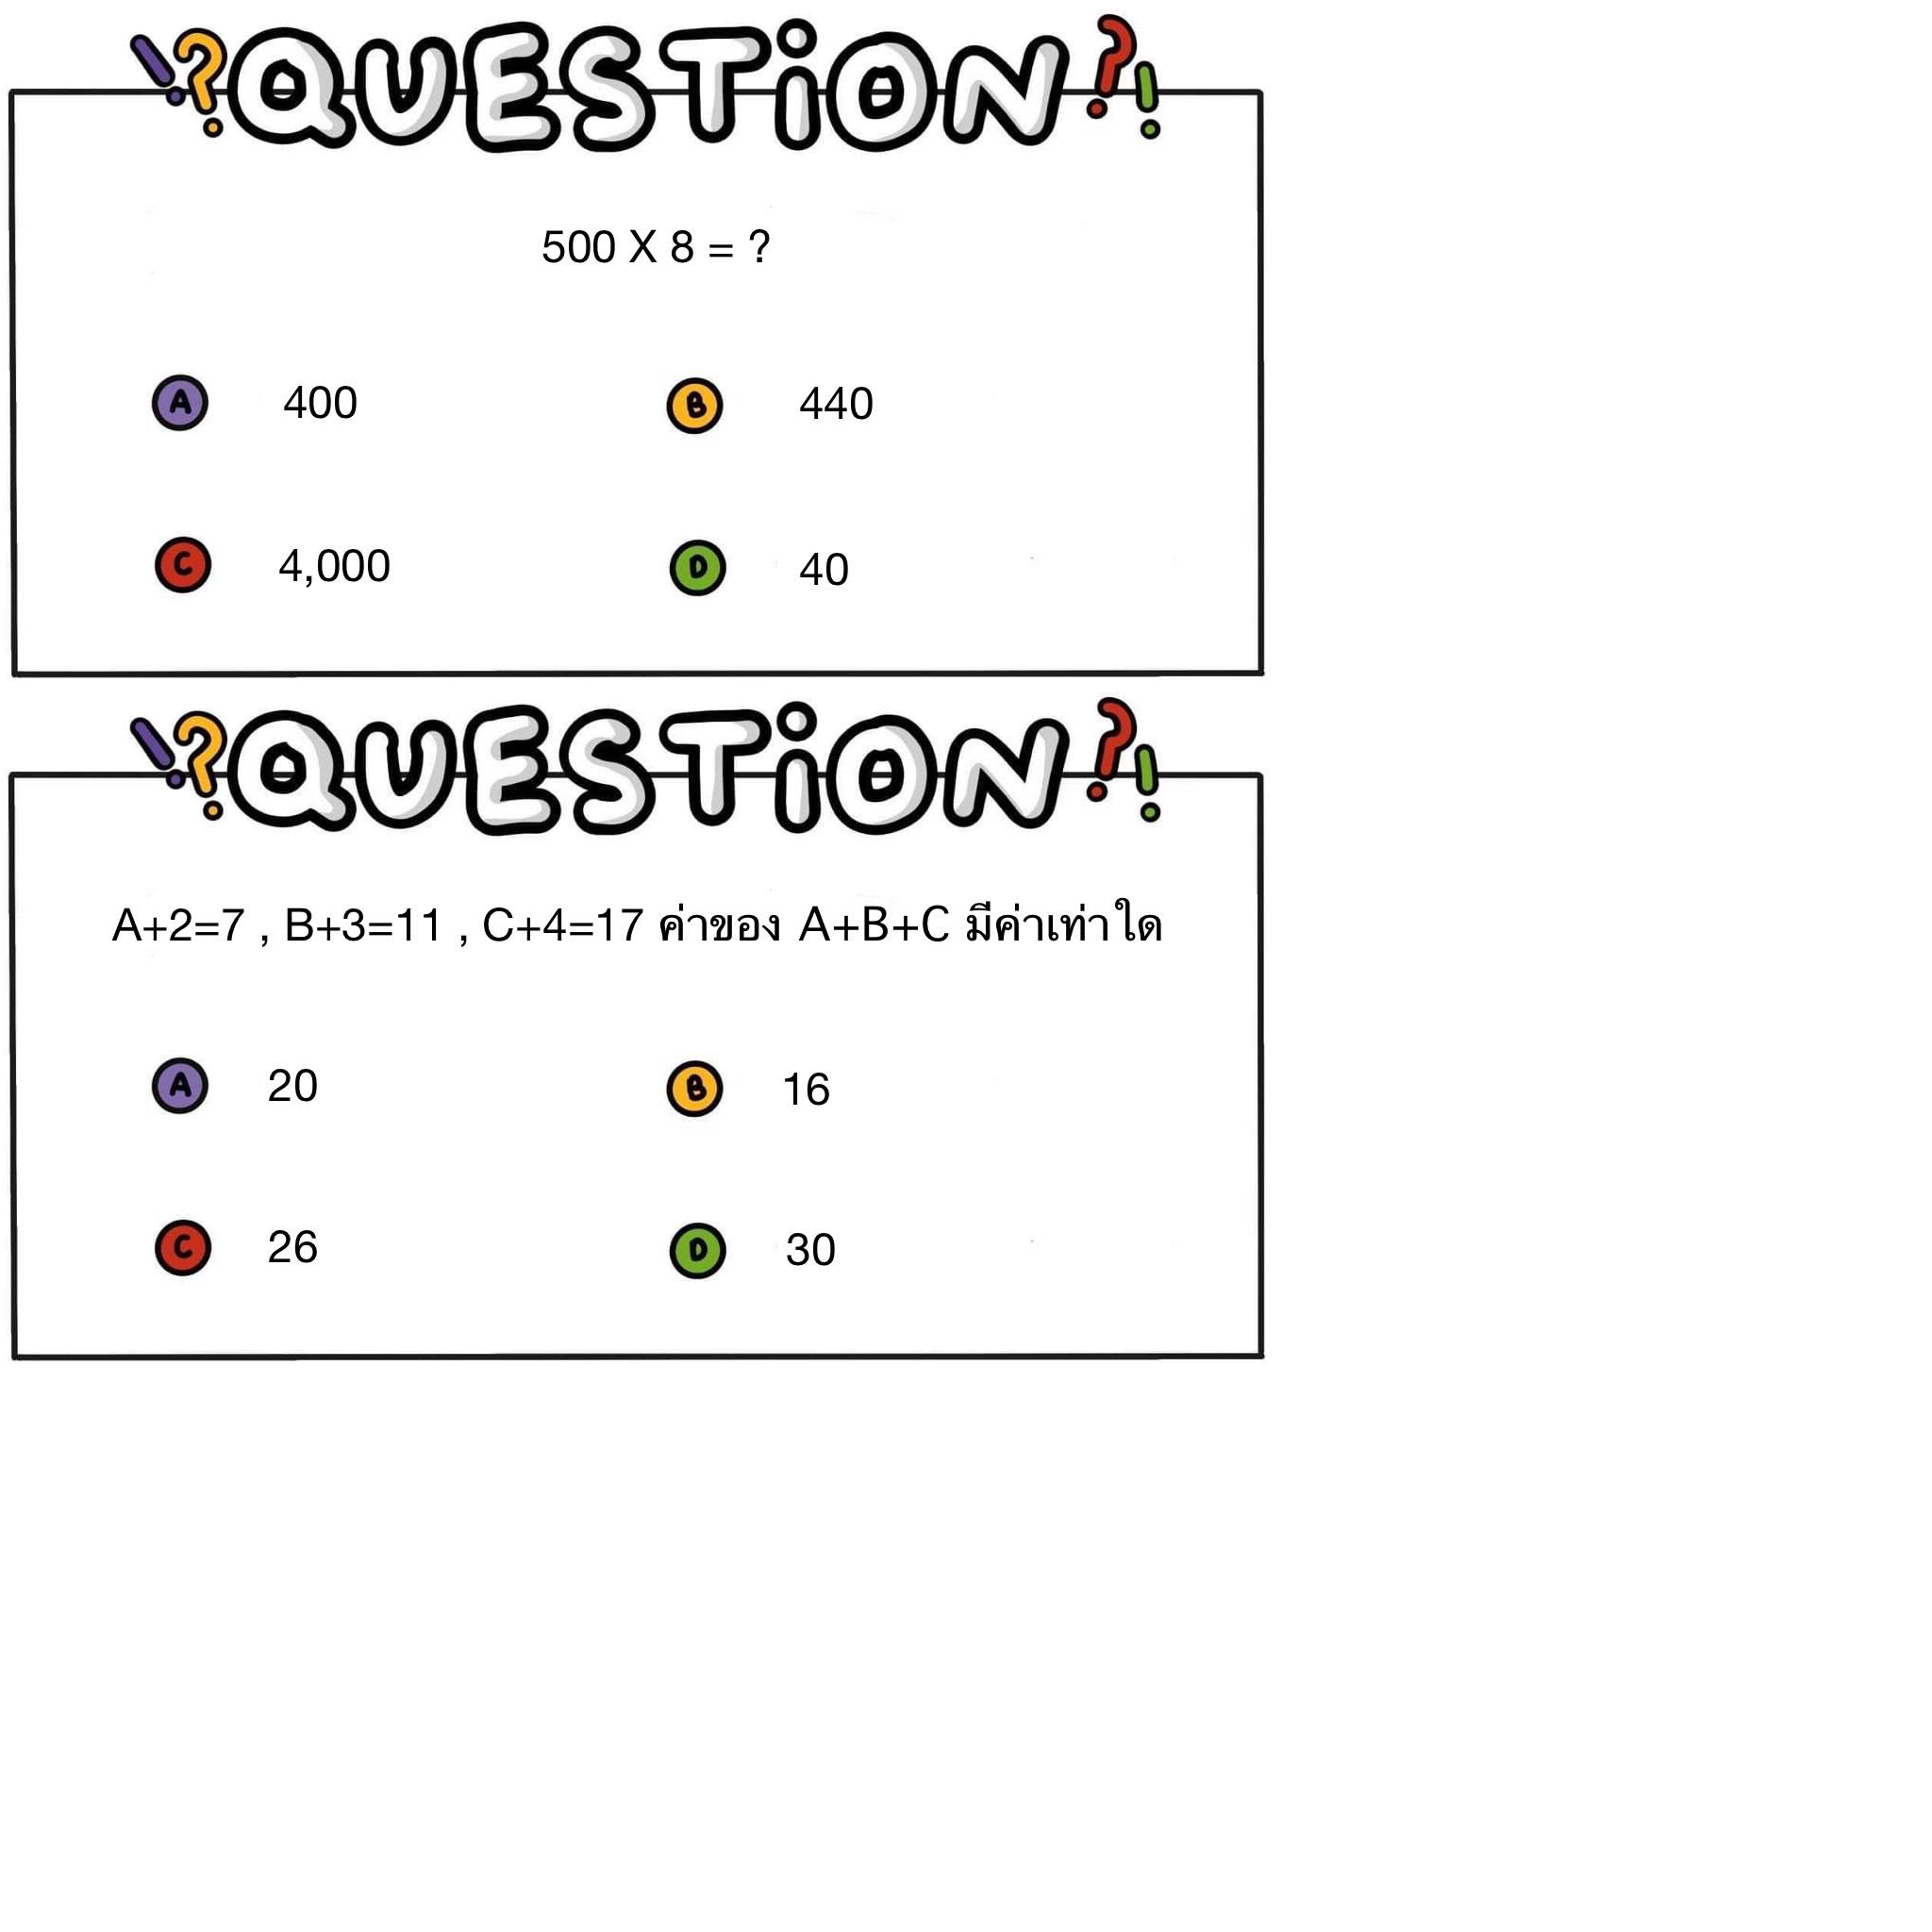 QUESTiON
500 X 8 = ?
A 400 B 440
C 4,000 D 40
QUESTiON
A+2=7 , B+3=11 , C+4=17 ค่าของ A+B+C มีค่าเท่าใด
A 20 B 16
C 26 D 30